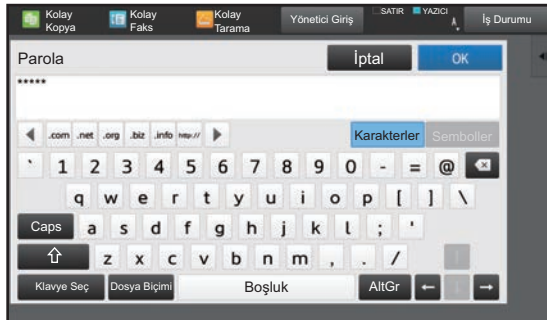 Kolay Kopya
Kolay Faks
Kolay Tarama
Yönetici Giriş
SATIR
YAZICI
İş Durumu
Parola
İptal
OK
*****
.com .net .org .biz .info http://
Karakterler
Semboller
` 1 2 3 4 5 6 7 8 9 0 - = @
q w e r t y u i o p [ ] \
Caps a s d f g h j k l ; '
z x c v b n m , . /
Klavye Seç
Dosya Biçimi
Boşluk
AltGr